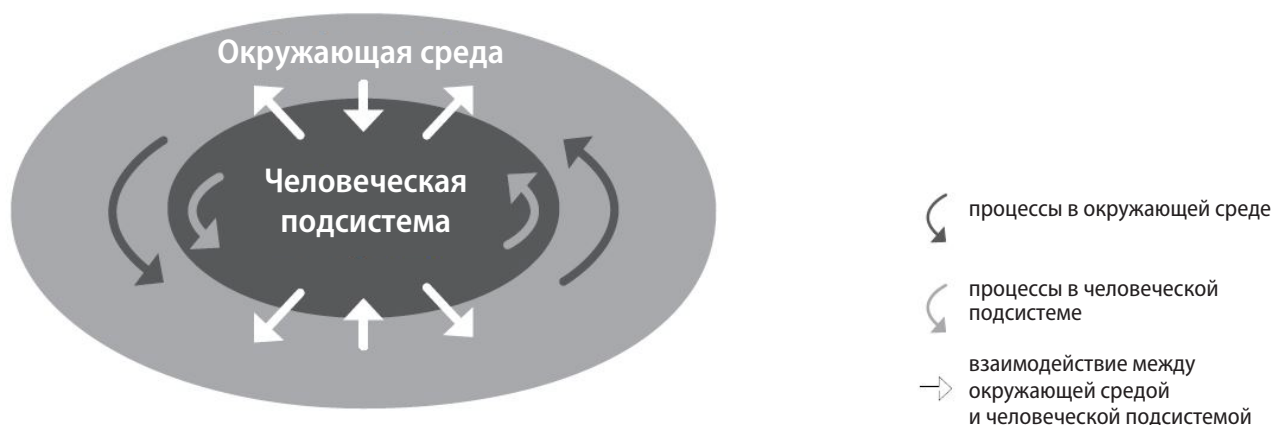 Окружающая среда
Человеческая
подсистема
процессы в окружающей среде
процессы в человеческой
подсистеме
взаимодействие между
окружающей средой
и человеческой подсистемой